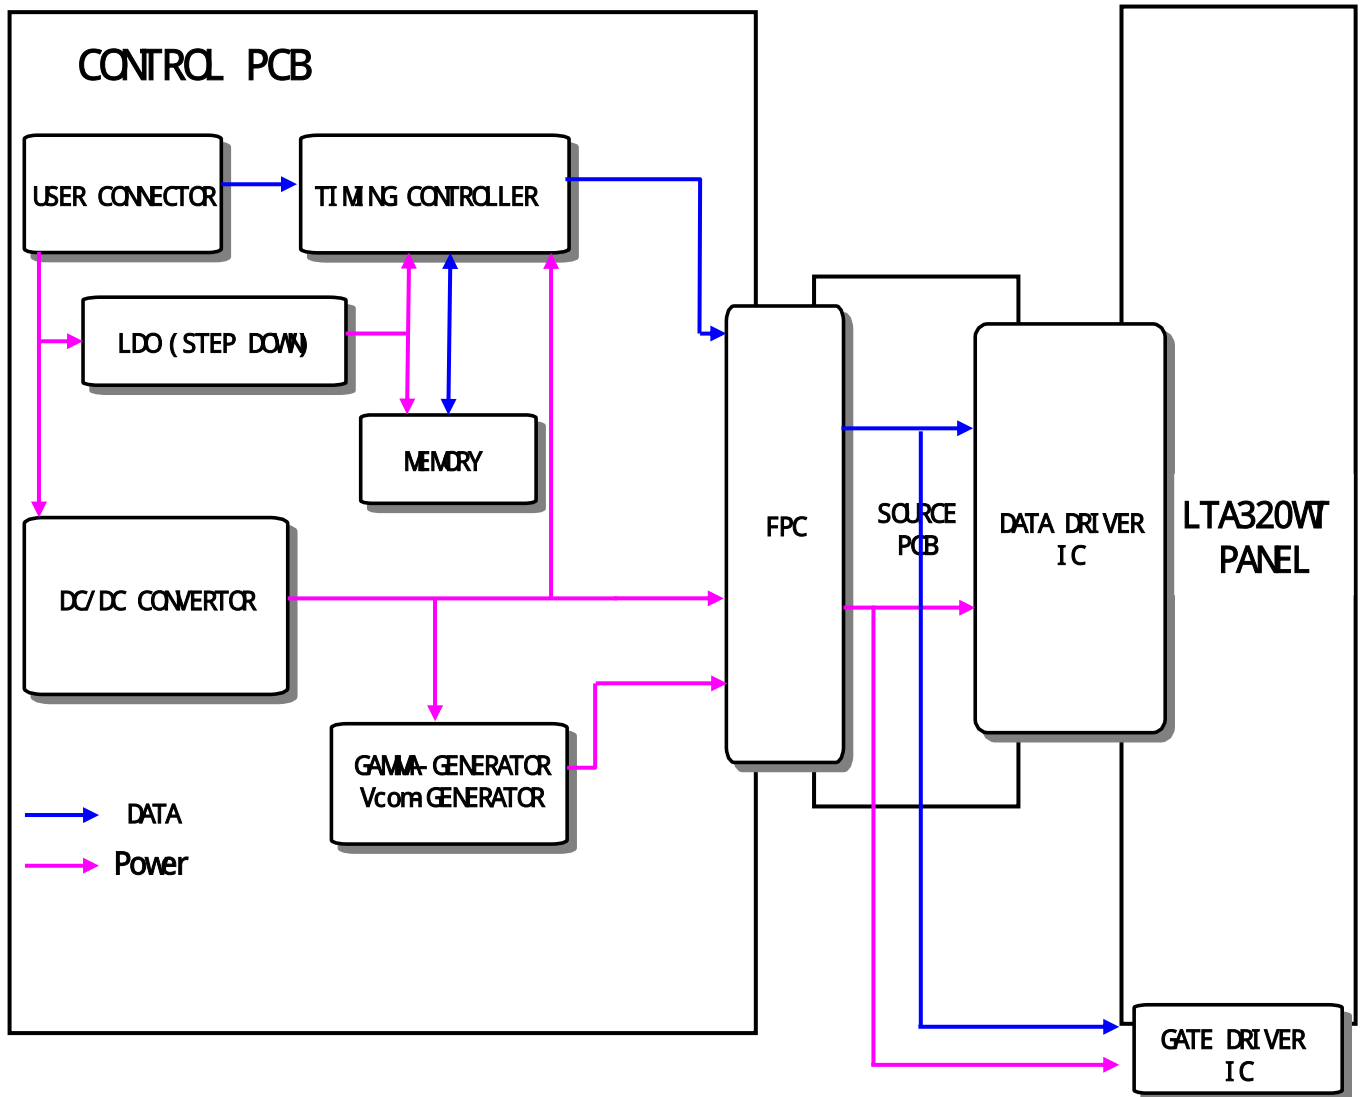 CONTROL PCB
USER CONNECTOR
TIMING CONTROLLER
LDO (STEP DOWN)
MEMORY
FPC
SOURCE
PCB
DATA DRIVER
IC
LTA320WT
PANEL
DC/DC CONVERTOR
GAMMA-GENERATOR
Vcom-GENERATOR
DATA
Power
GATE DRIVER
IC